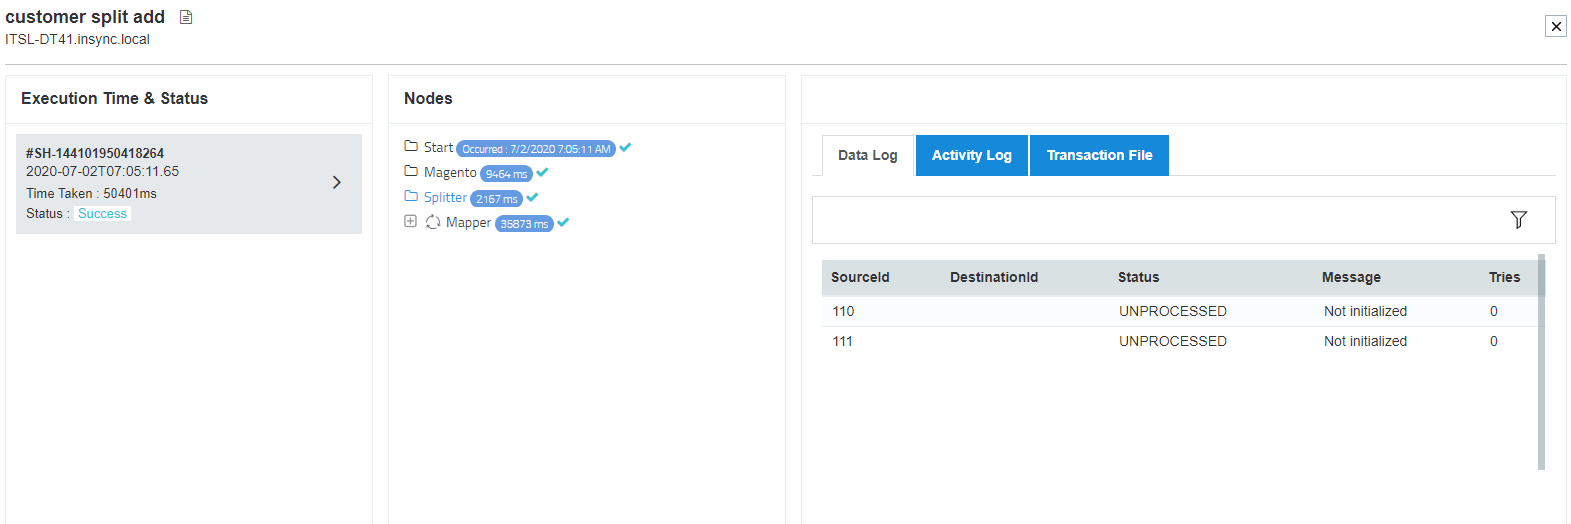 customer split add
ITSL-DT41.insync.local
Execution Time & Status
#SH-144101950418264
2020-07-02T07:05:11.65
Time Taken : 50401ms
Status : Success
Nodes
Start Occurred : 7/2/2020 7:05:11 AM
Magento 9464 ms
Splitter 2167 ms
Mapper 35873 ms
Data Log Activity Log Transaction File
SourceId DestinationId Status Message Tries
110 UNPROCESSED Not initialized 0
111 UNPROCESSED Not initialized 0